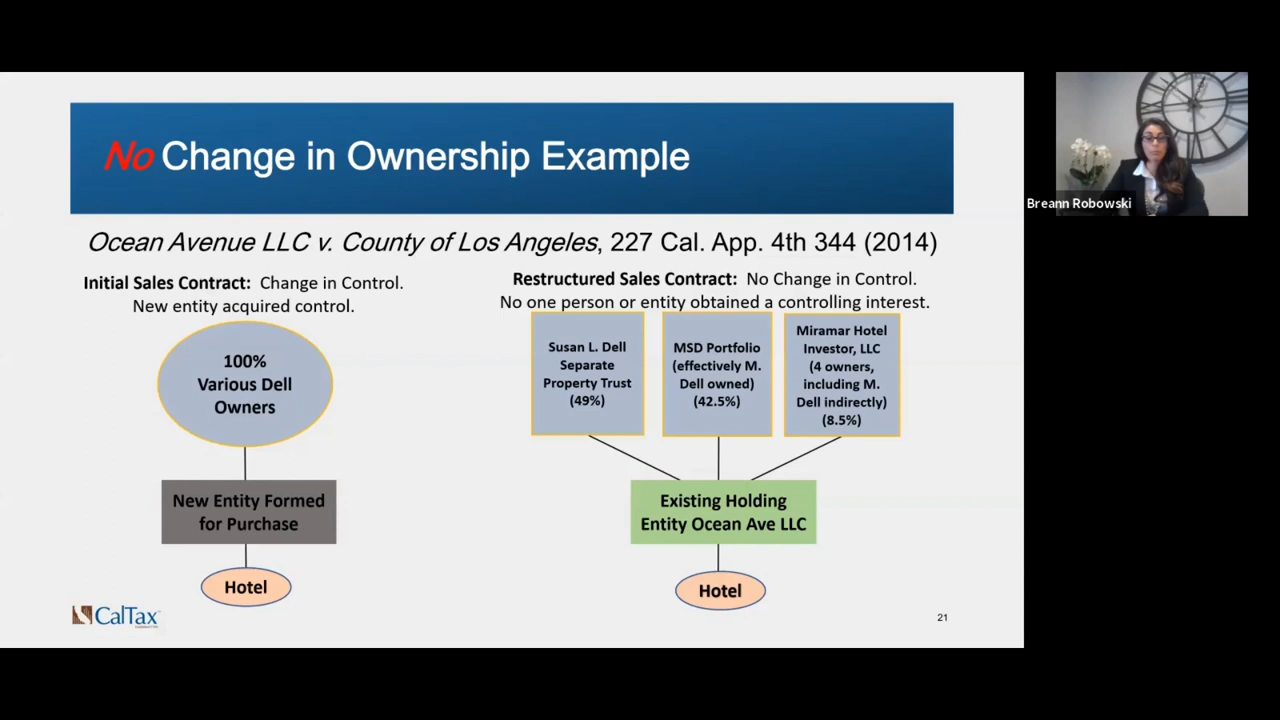 No Change in Ownership Example
Ocean Avenue LLC v. County of Los Angeles, 227 Cal. App. 4th 344 (2014)
Initial Sales Contract: Change in Control.
New entity acquired control.
100%
Various Dell
Owners
New Entity Formed
for Purchase
Hotel
Restructured Sales Contract: No Change in Control.
No one person or entity obtained a controlling interest.
Susan L. Dell
Separate
Property Trust
(49%)
MSD Portfolio
(effectively M.
Dell owned)
(42.5%)
Miramar Hotel
Investor, LLC
(4 owners,
including M.
Dell indirectly)
(8.5%)
Existing Holding
Entity Ocean Ave LLC
Hotel
CalTax
21
Breann Robowski